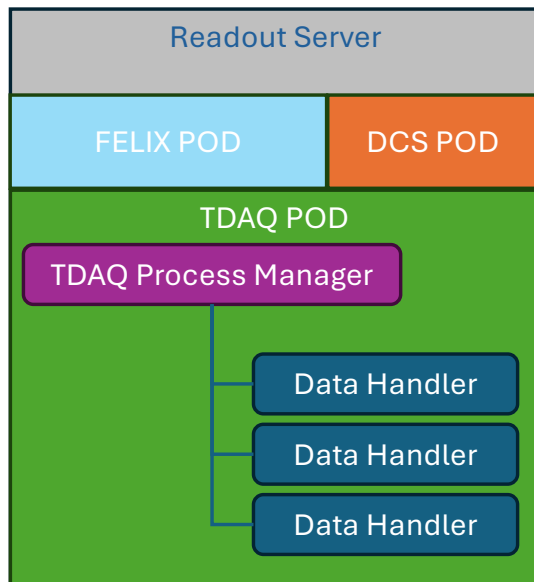 Readout Server
FELIX POD
DCS POD
TDAQ POD
TDAQ Process Manager
Data Handler
Data Handler
Data Handler